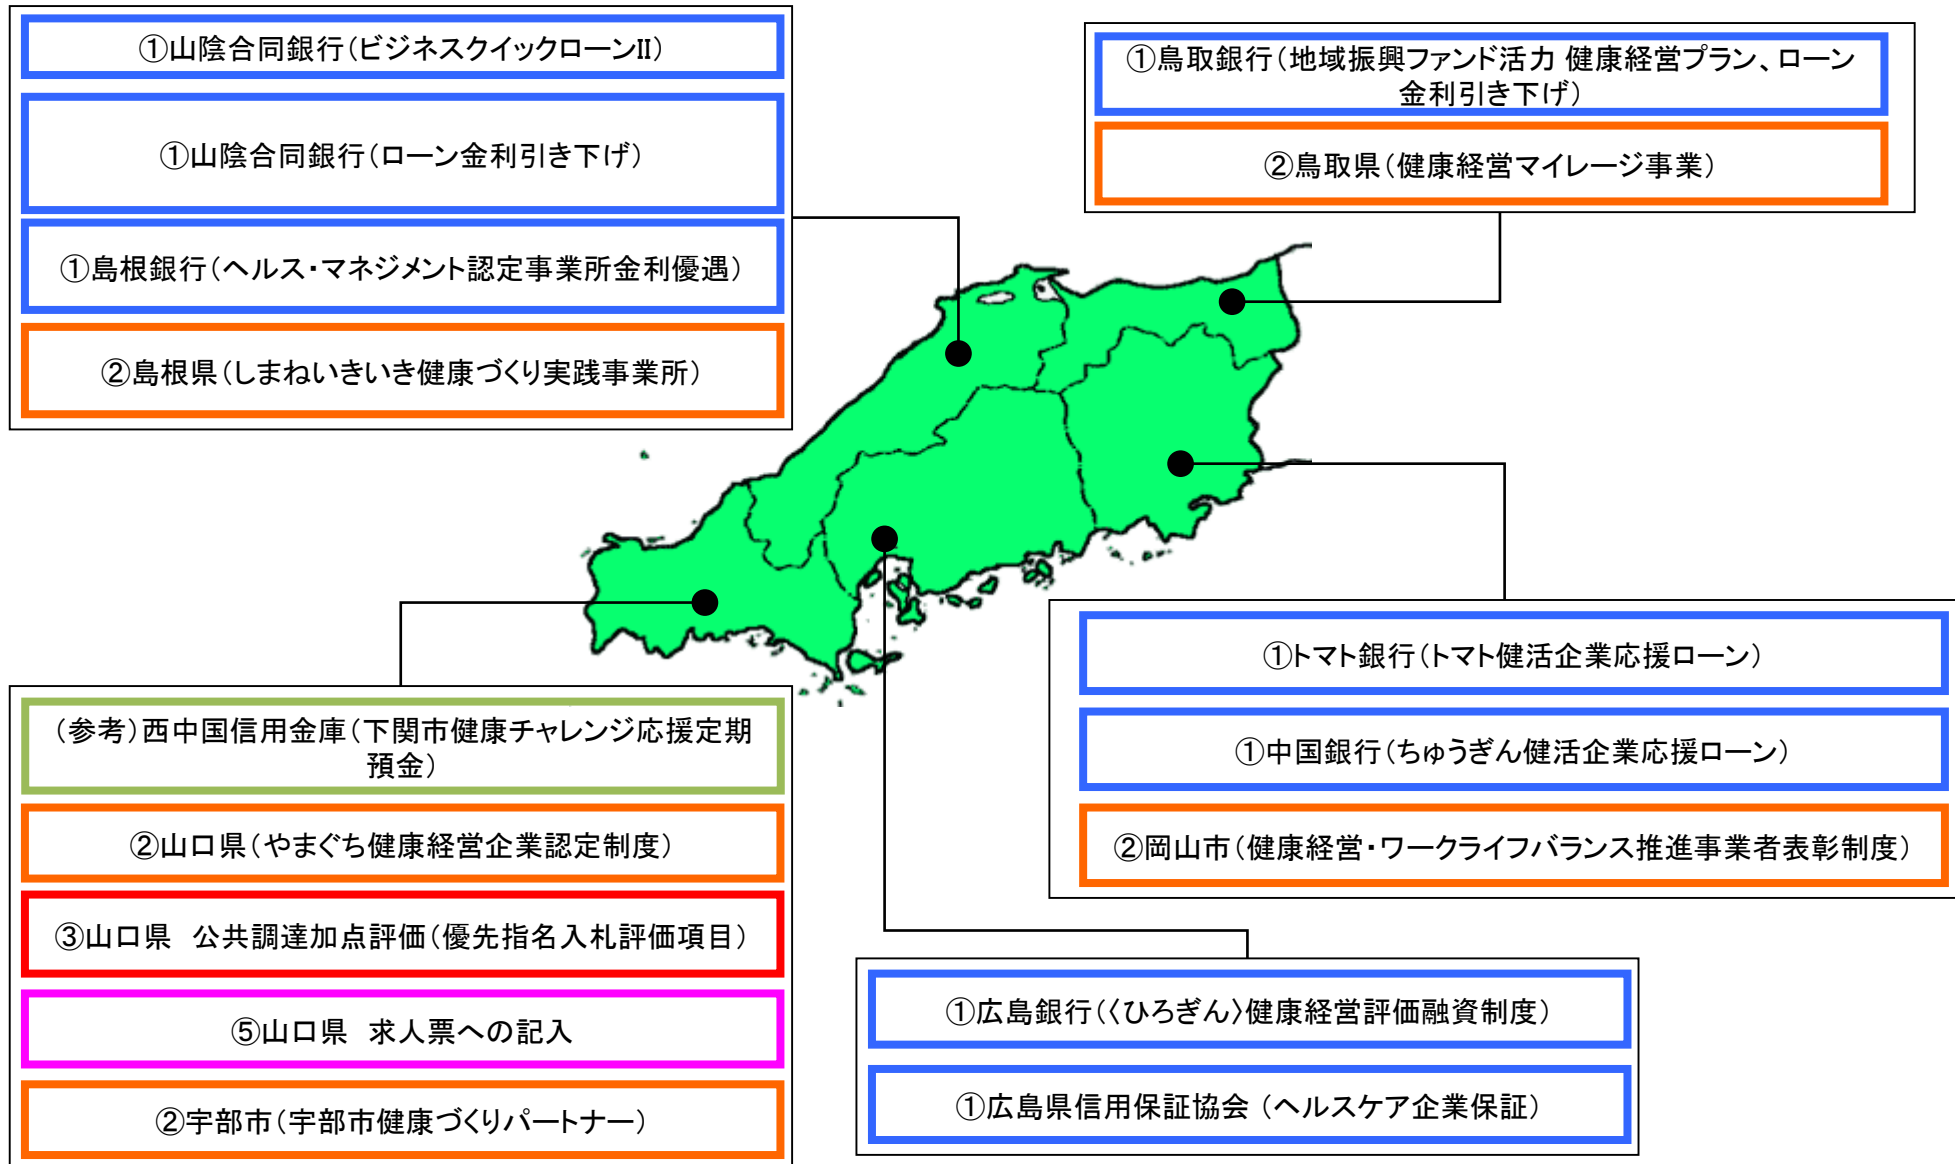 ①山陰合同銀行(ビジネスクイックローンII)
①山陰合同銀行(ローン金利引き下げ)
①島根銀行(ヘルス・マネジメント認定事業所金利優遇)
②島根県(しまねいきいき健康づくり実践事業所)
①鳥取銀行(地域振興ファンド活力 健康経営プラン、ローン
金利引き下げ)
②鳥取県(健康経営マイレージ事業)
①トマト銀行(トマト健活企業応援ローン)
①中国銀行(ちゅうぎん健活企業応援ローン)
②岡山市(健康経営・ワークライフバランス推進事業者表彰制度)
(参考)西中国信用金庫(下関市健康チャレンジ応援定期
預金)
②山口県(やまぐち健康経営企業認定制度)
③山口県 公共調達加点評価(優先指名入札評価項目)
⑤山口県 求人票への記入
②宇部市(宇部市健康づくりパートナー)
①広島銀行(〈ひろぎん〉健康経営評価融資制度)
①広島県信用保証協会 (ヘルスケア企業保証)